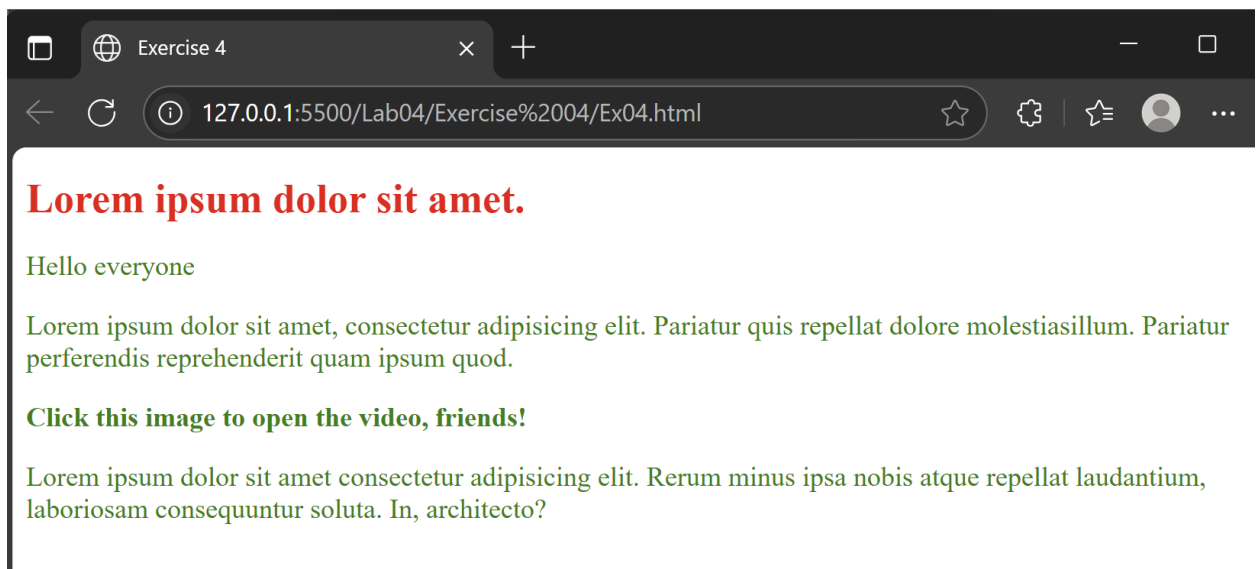 Exercise 4
127.0.0.1:5500/Lab04/Exercise%2004/Ex04.html
Lorem ipsum dolor sit amet.
Hello everyone
Lorem ipsum dolor sit amet, consectetur adipisicing elit. Pariatur quis repellat dolore molestiasillum. Pariatur
perferendis reprehenderit quam ipsum quod.
Click this image to open the video, friends!
Lorem ipsum dolor sit amet consectetur adipisicing elit. Rerum minus ipsa nobis atque repellat laudantium,
laboriosam consequuntur soluta. In, architecto?